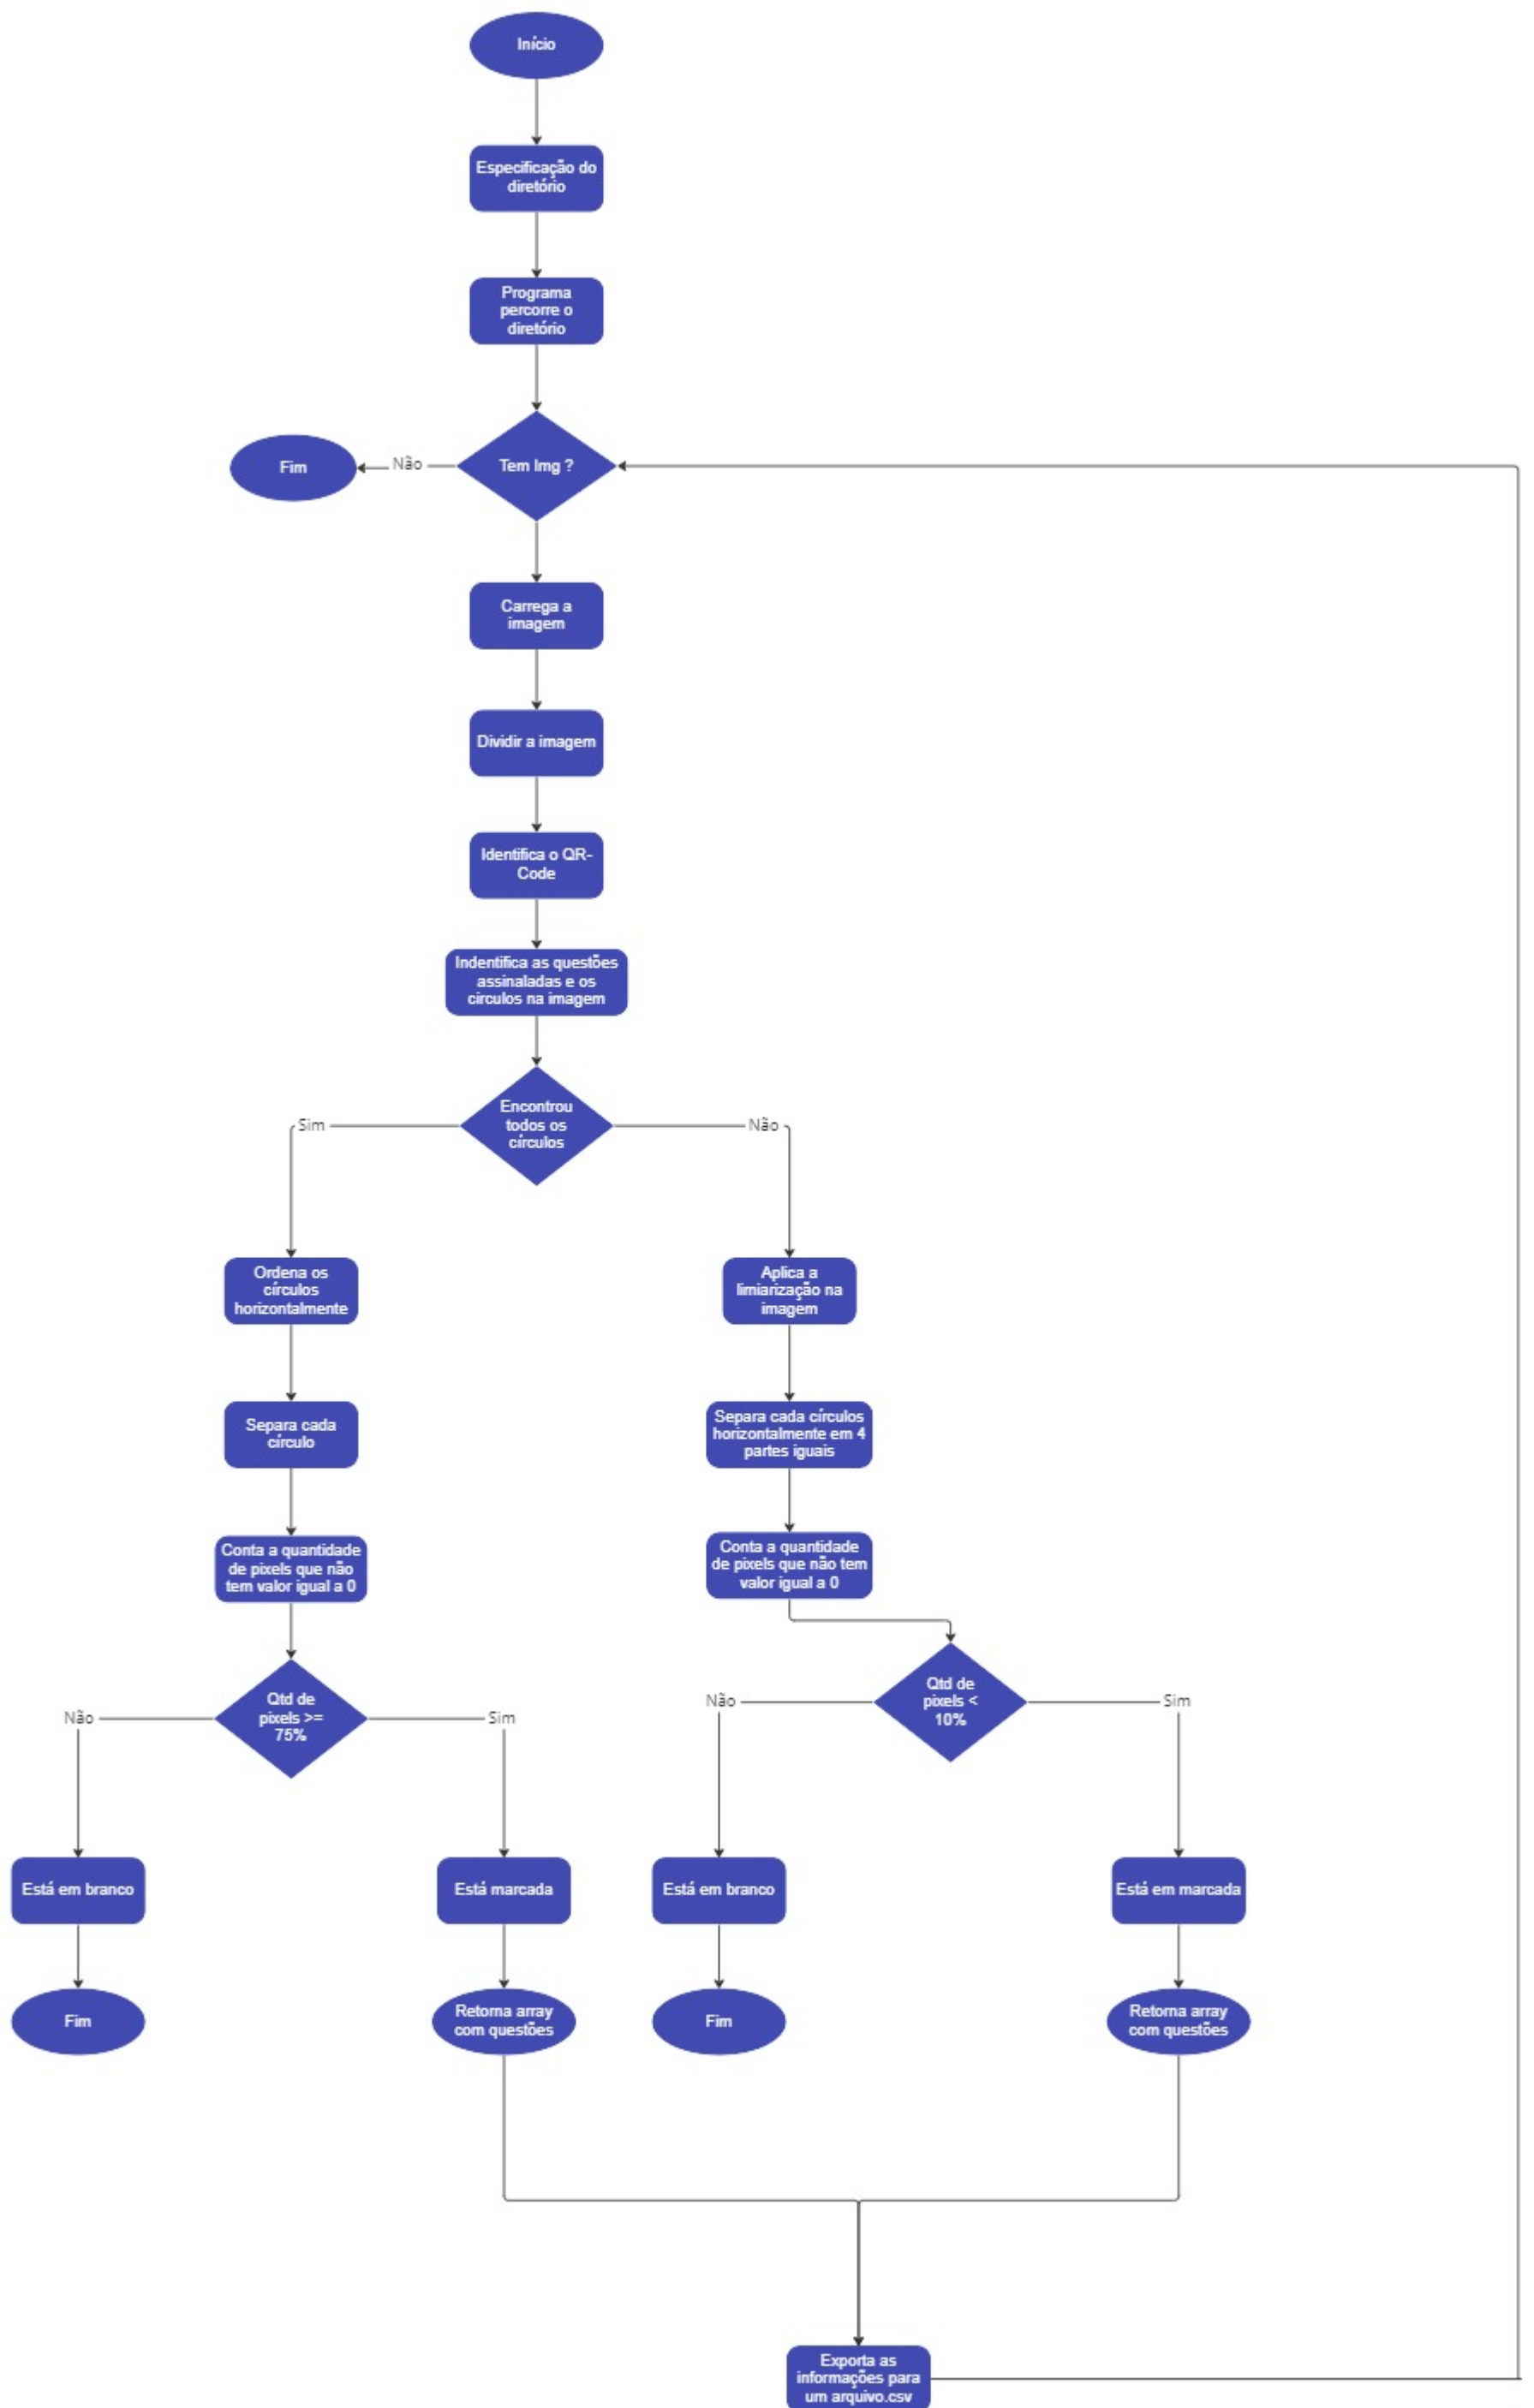 Início
Especificação do
diretório
Programa
percorre o
diretório
Tem Img ?
Não
Fim
Carrega a
imagem
Dividir a imagem
Identifica o QR-
Code
Indentifica as questões
assinaladas e os
circulos na imagem
Encontrou
todos os
círculos
Sim
Não
Ordena os
círculos
horizontalmente
Aplica a
limiarização na
imagem
Separa cada
círculo
Separa cada círculos
horizontalmente em 4
partes iguais
Conta a quantidade
de pixels que não
tem valor igual a 0
Conta a quantidade
de pixels que não tem
valor igual a 0
Qtd de
pixels >=
75%
Não
Sim
Qtd de
pixels <
10%
Não
Sim
Está em branco
Está marcada
Está em branco
Está em marcada
Fim
Retorna array
com questões
Fim
Retorna array
com questões
Exporta as
informações para
um arquivo.csv